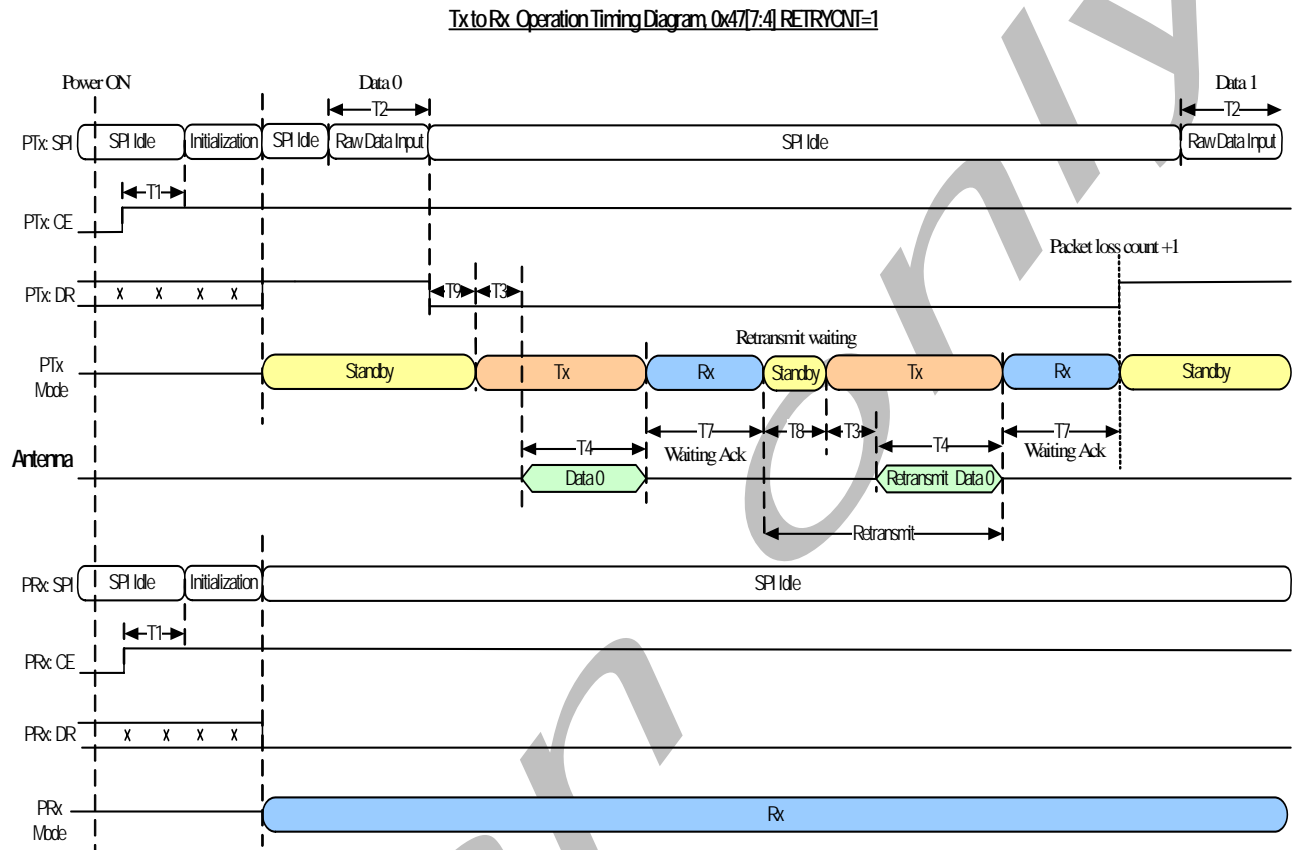 Tx to Rx Operation Timing Diagram, 0x47[7:4] RETRYCNT=1
Power ON
Data 0
Data 1
T2
T2
PTx: SPI
SPI Idle
Initialization
SPI Idle
Raw Data Input
SPI Idle
Raw Data Input
T1
PTx: CE
Packet loss count +1
PTx: DR
X X X X
T9
T3
Retransmit waiting
PTx
Mode
Standby
Tx
Rx
Standby
Tx
Rx
Standby
T4
T7
T8
T3
T4
T7
Waiting Ack
Waiting Ack
Antenna
Data 0
Retransmit Data 0
Retransmit
PRx: SPI
SPI Idle
Initialization
SPI Idle
T1
PRx: CE
PRx: DR
X X X X
PRx
Mode
Rx
only